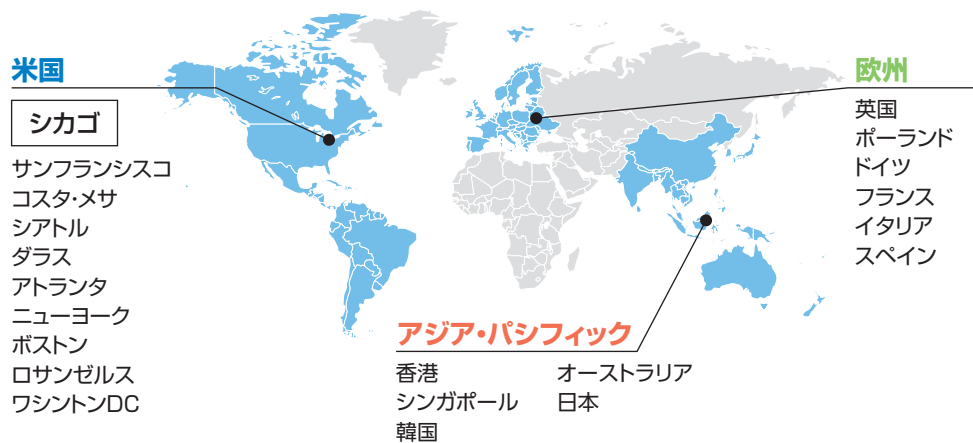 米国
シカゴ
サンフランシスコ
コスタ・メサ
シアトル
ダラス
アトランタ
ニューヨーク
ボストン
ロサンゼルス
ワシントンDC
欧州
英国
ポーランド
ドイツ
フランス
イタリア
スペイン
アジア・パシフィック
香港
シンガポール
韓国
オーストラリア
日本